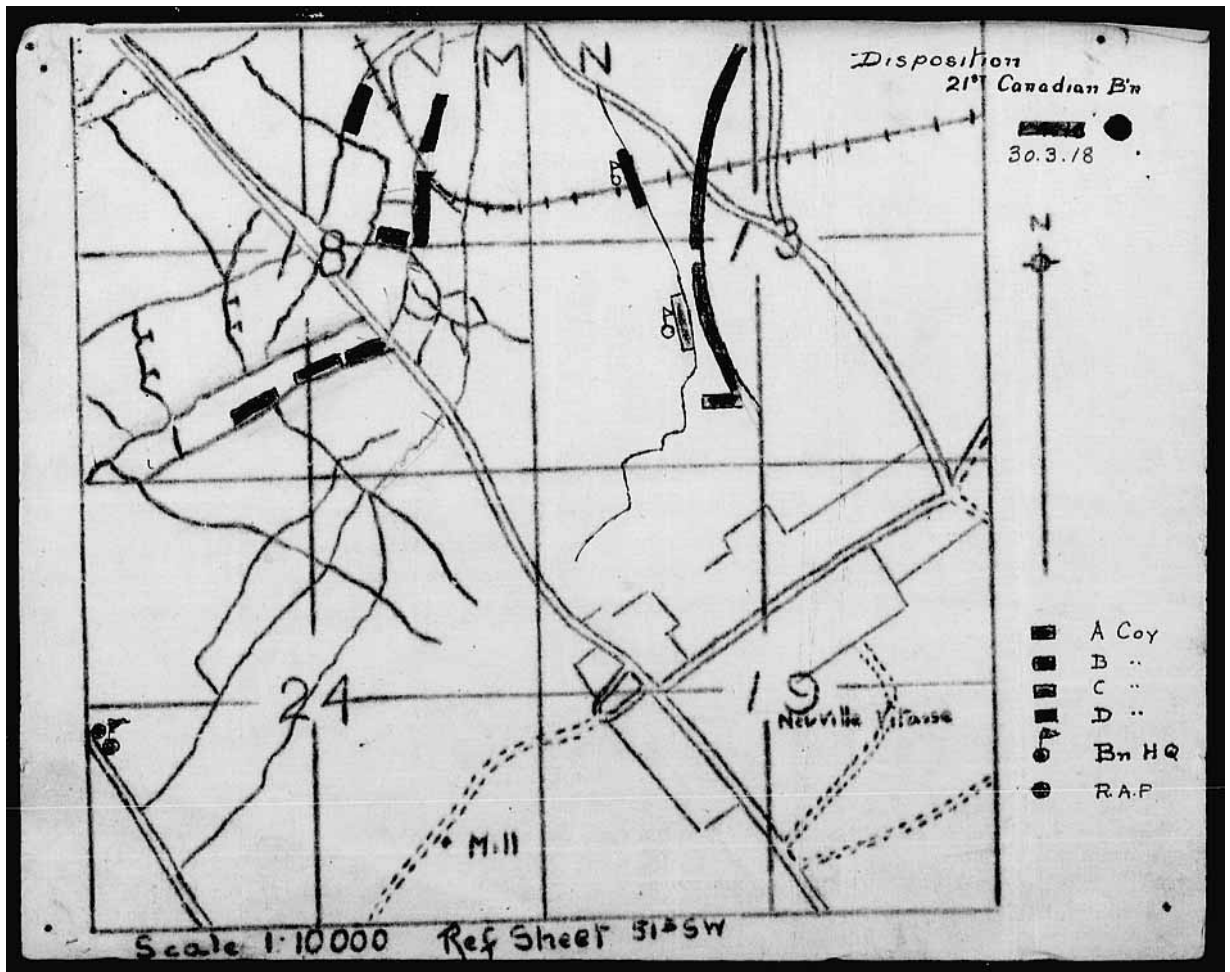 Disposition
21st Canadian B'n
30.3.18
M N
N
18
13
A Coy
B "
C "
D "
Bn HQ
R.A.P
24
19
Neuville Vitasse
Mill
Scale 1:10000 Ref Sheet 51B SW